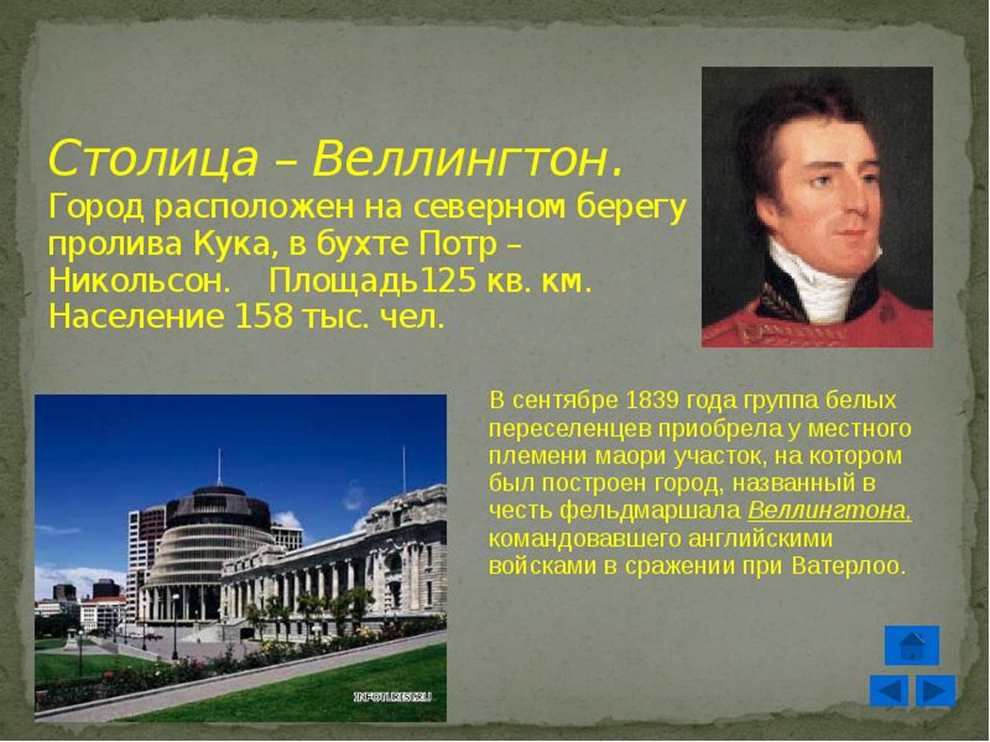 Столица – Веллингтон.
Город расположен на северном берегу
пролива Кука, в бухте Потр –
Никольсон. Площадь125 кв. км.
Население 158 тыс. чел.
В сентябре 1839 года группа белых
переселенцев приобрела у местного
племени маори участок, на котором
был построен город, названный в
честь фельдмаршала Веллингтона,
командовавшего английскими
войсками в сражении при Ватерлоо.
INFOTURIST.RU